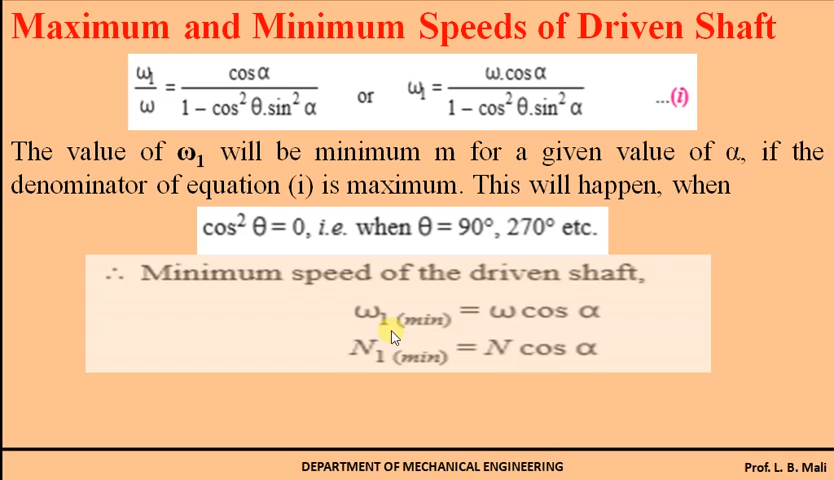 Maximum and Minimum Speeds of Driven Shaft
ω₁/ω = cos α / (1 – cos² θ.sin² α) or ω₁ = ω.cos α / (1 – cos² θ.sin² α) ...(i)
The value of ω₁ will be minimum m for a given value of α, if the
denominator of equation (i) is maximum. This will happen, when
cos² θ = 0, i.e. when θ = 90°, 270° etc.
∴ Minimum speed of the driven shaft,
ω₁ (min) = ω cos α
N₁ (min) = N cos α
DEPARTMENT OF MECHANICAL ENGINEERING
Prof. L. B. Mali